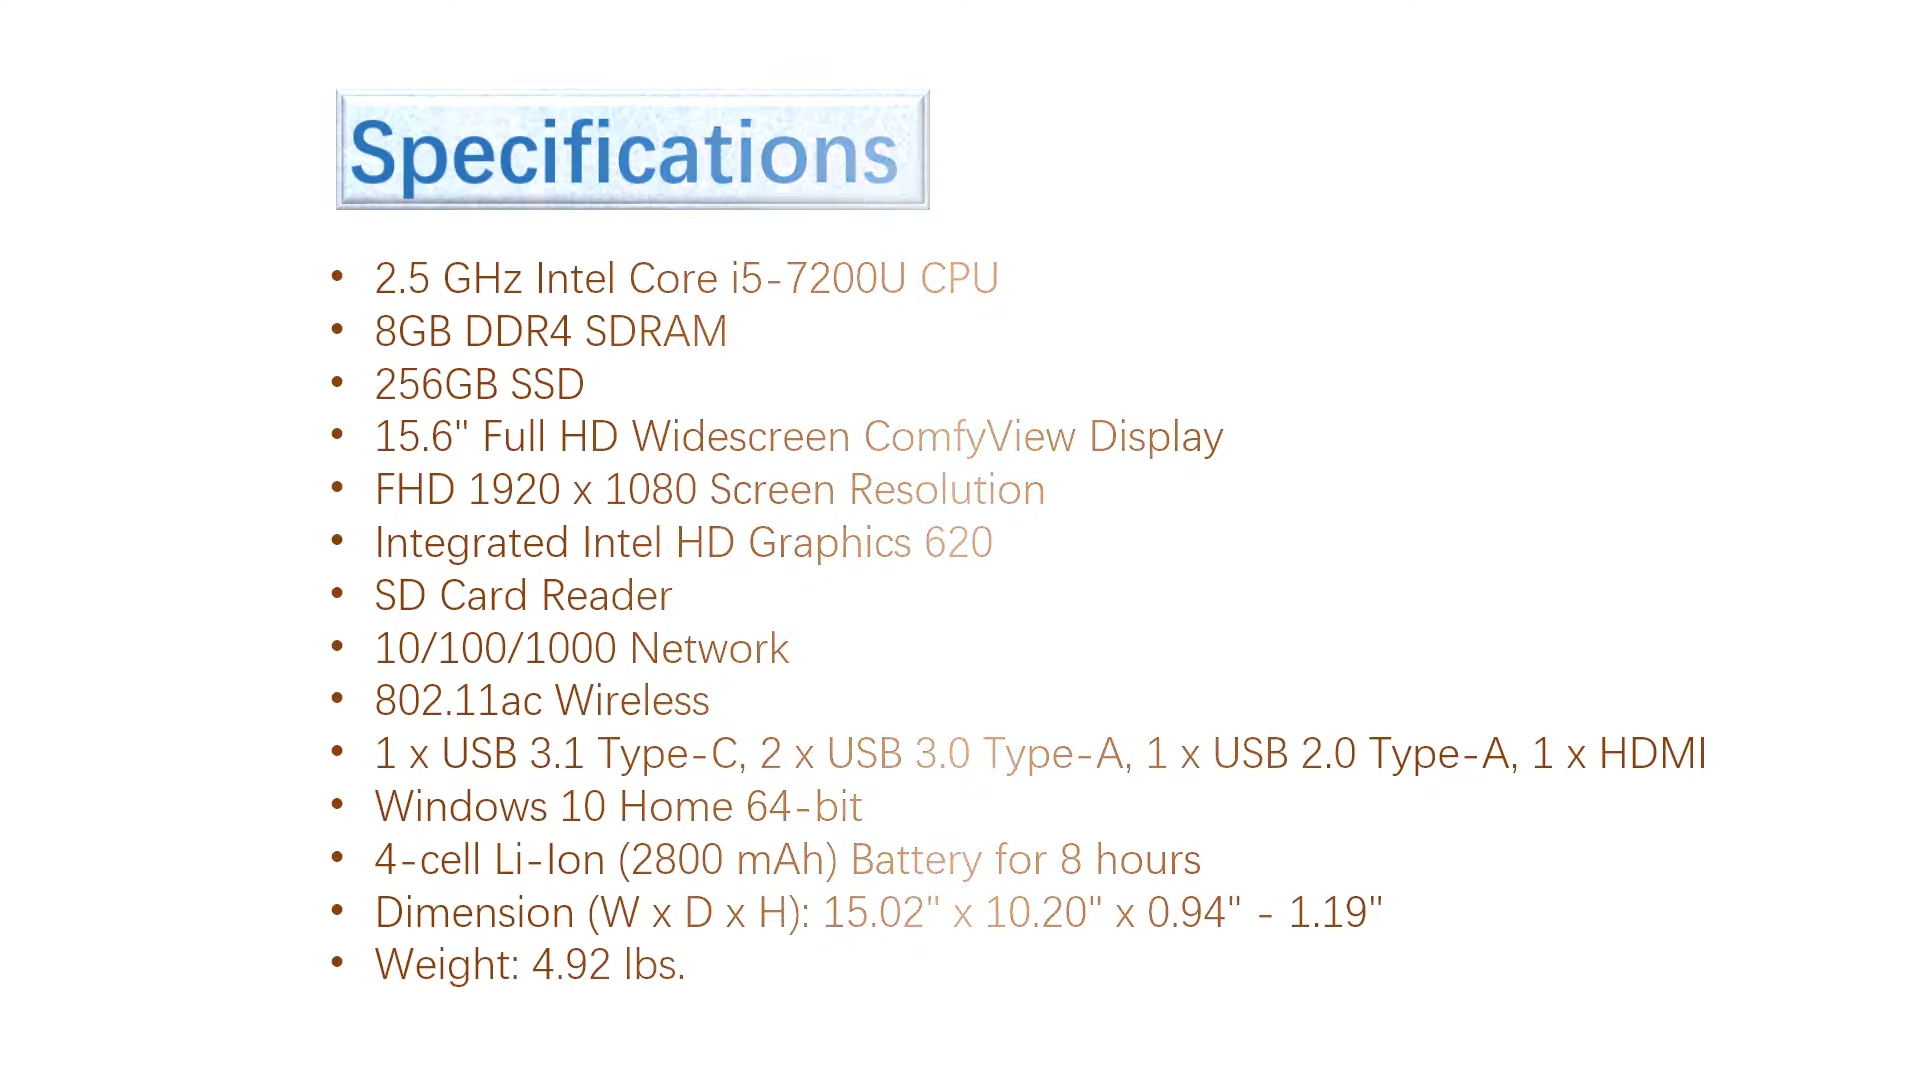 Specifications
• 2.5 GHz Intel Core i5-7200U CPU
• 8GB DDR4 SDRAM
• 256GB SSD
• 15.6" Full HD Widescreen ComfyView Display
• FHD 1920 x 1080 Screen Resolution
• Integrated Intel HD Graphics 620
• SD Card Reader
• 10/100/1000 Network
• 802.11ac Wireless
• 1 x USB 3.1 Type-C, 2 x USB 3.0 Type-A, 1 x USB 2.0 Type-A, 1 x HDMI
• Windows 10 Home 64-bit
• 4-cell Li-Ion (2800 mAh) Battery for 8 hours
• Dimension (W x D x H): 15.02" x 10.20" x 0.94" - 1.19"
• Weight: 4.92 lbs.